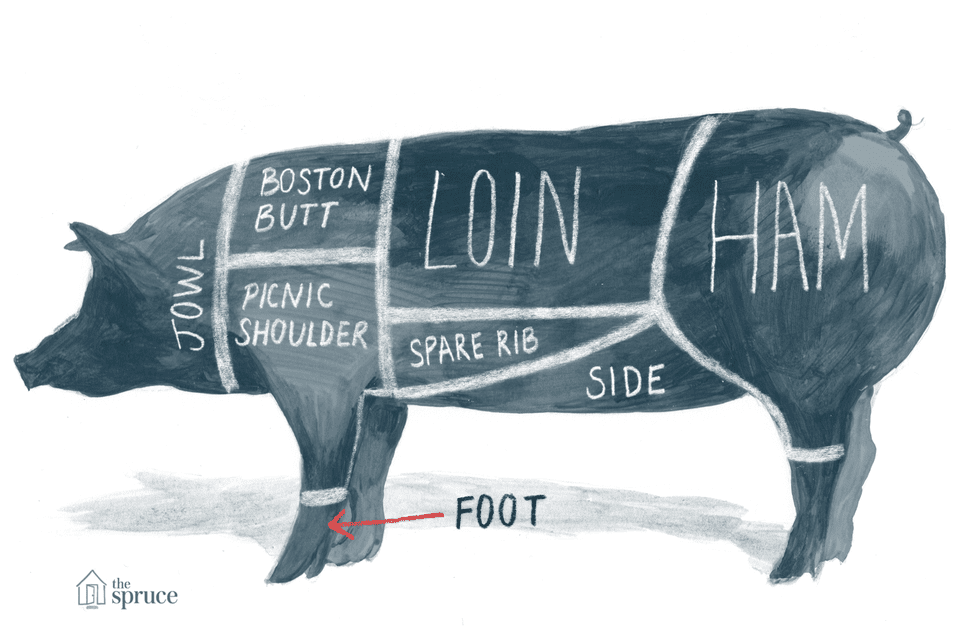 BOSTON
BUTT
LOIN
HAM
JOWL
PICNIC
SHOULDER
SPARE RIB
SIDE
FOOT
the
spruce